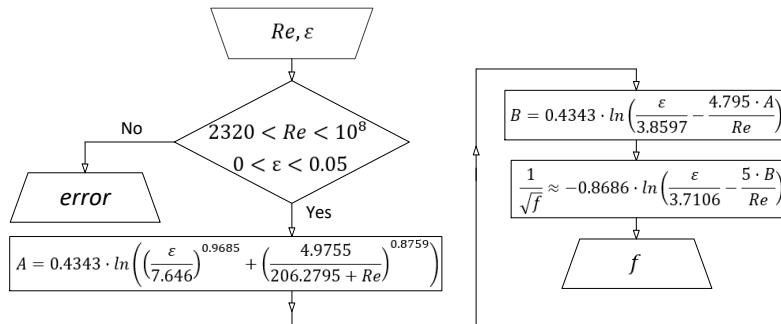 Re, ε
2320 < Re < 10⁸
0 < ε < 0.05
No
error
Yes
A = 0.4343 · ln((ε/7.646)^0.9685 + (4.9755/(206.2795 + Re))^0.8759)
B = 0.4343 · ln(ε/3.8597 − 4.795 · A/Re)
1/√f ≈ −0.8686 · ln(ε/3.7106 − 5 · B/Re)
f